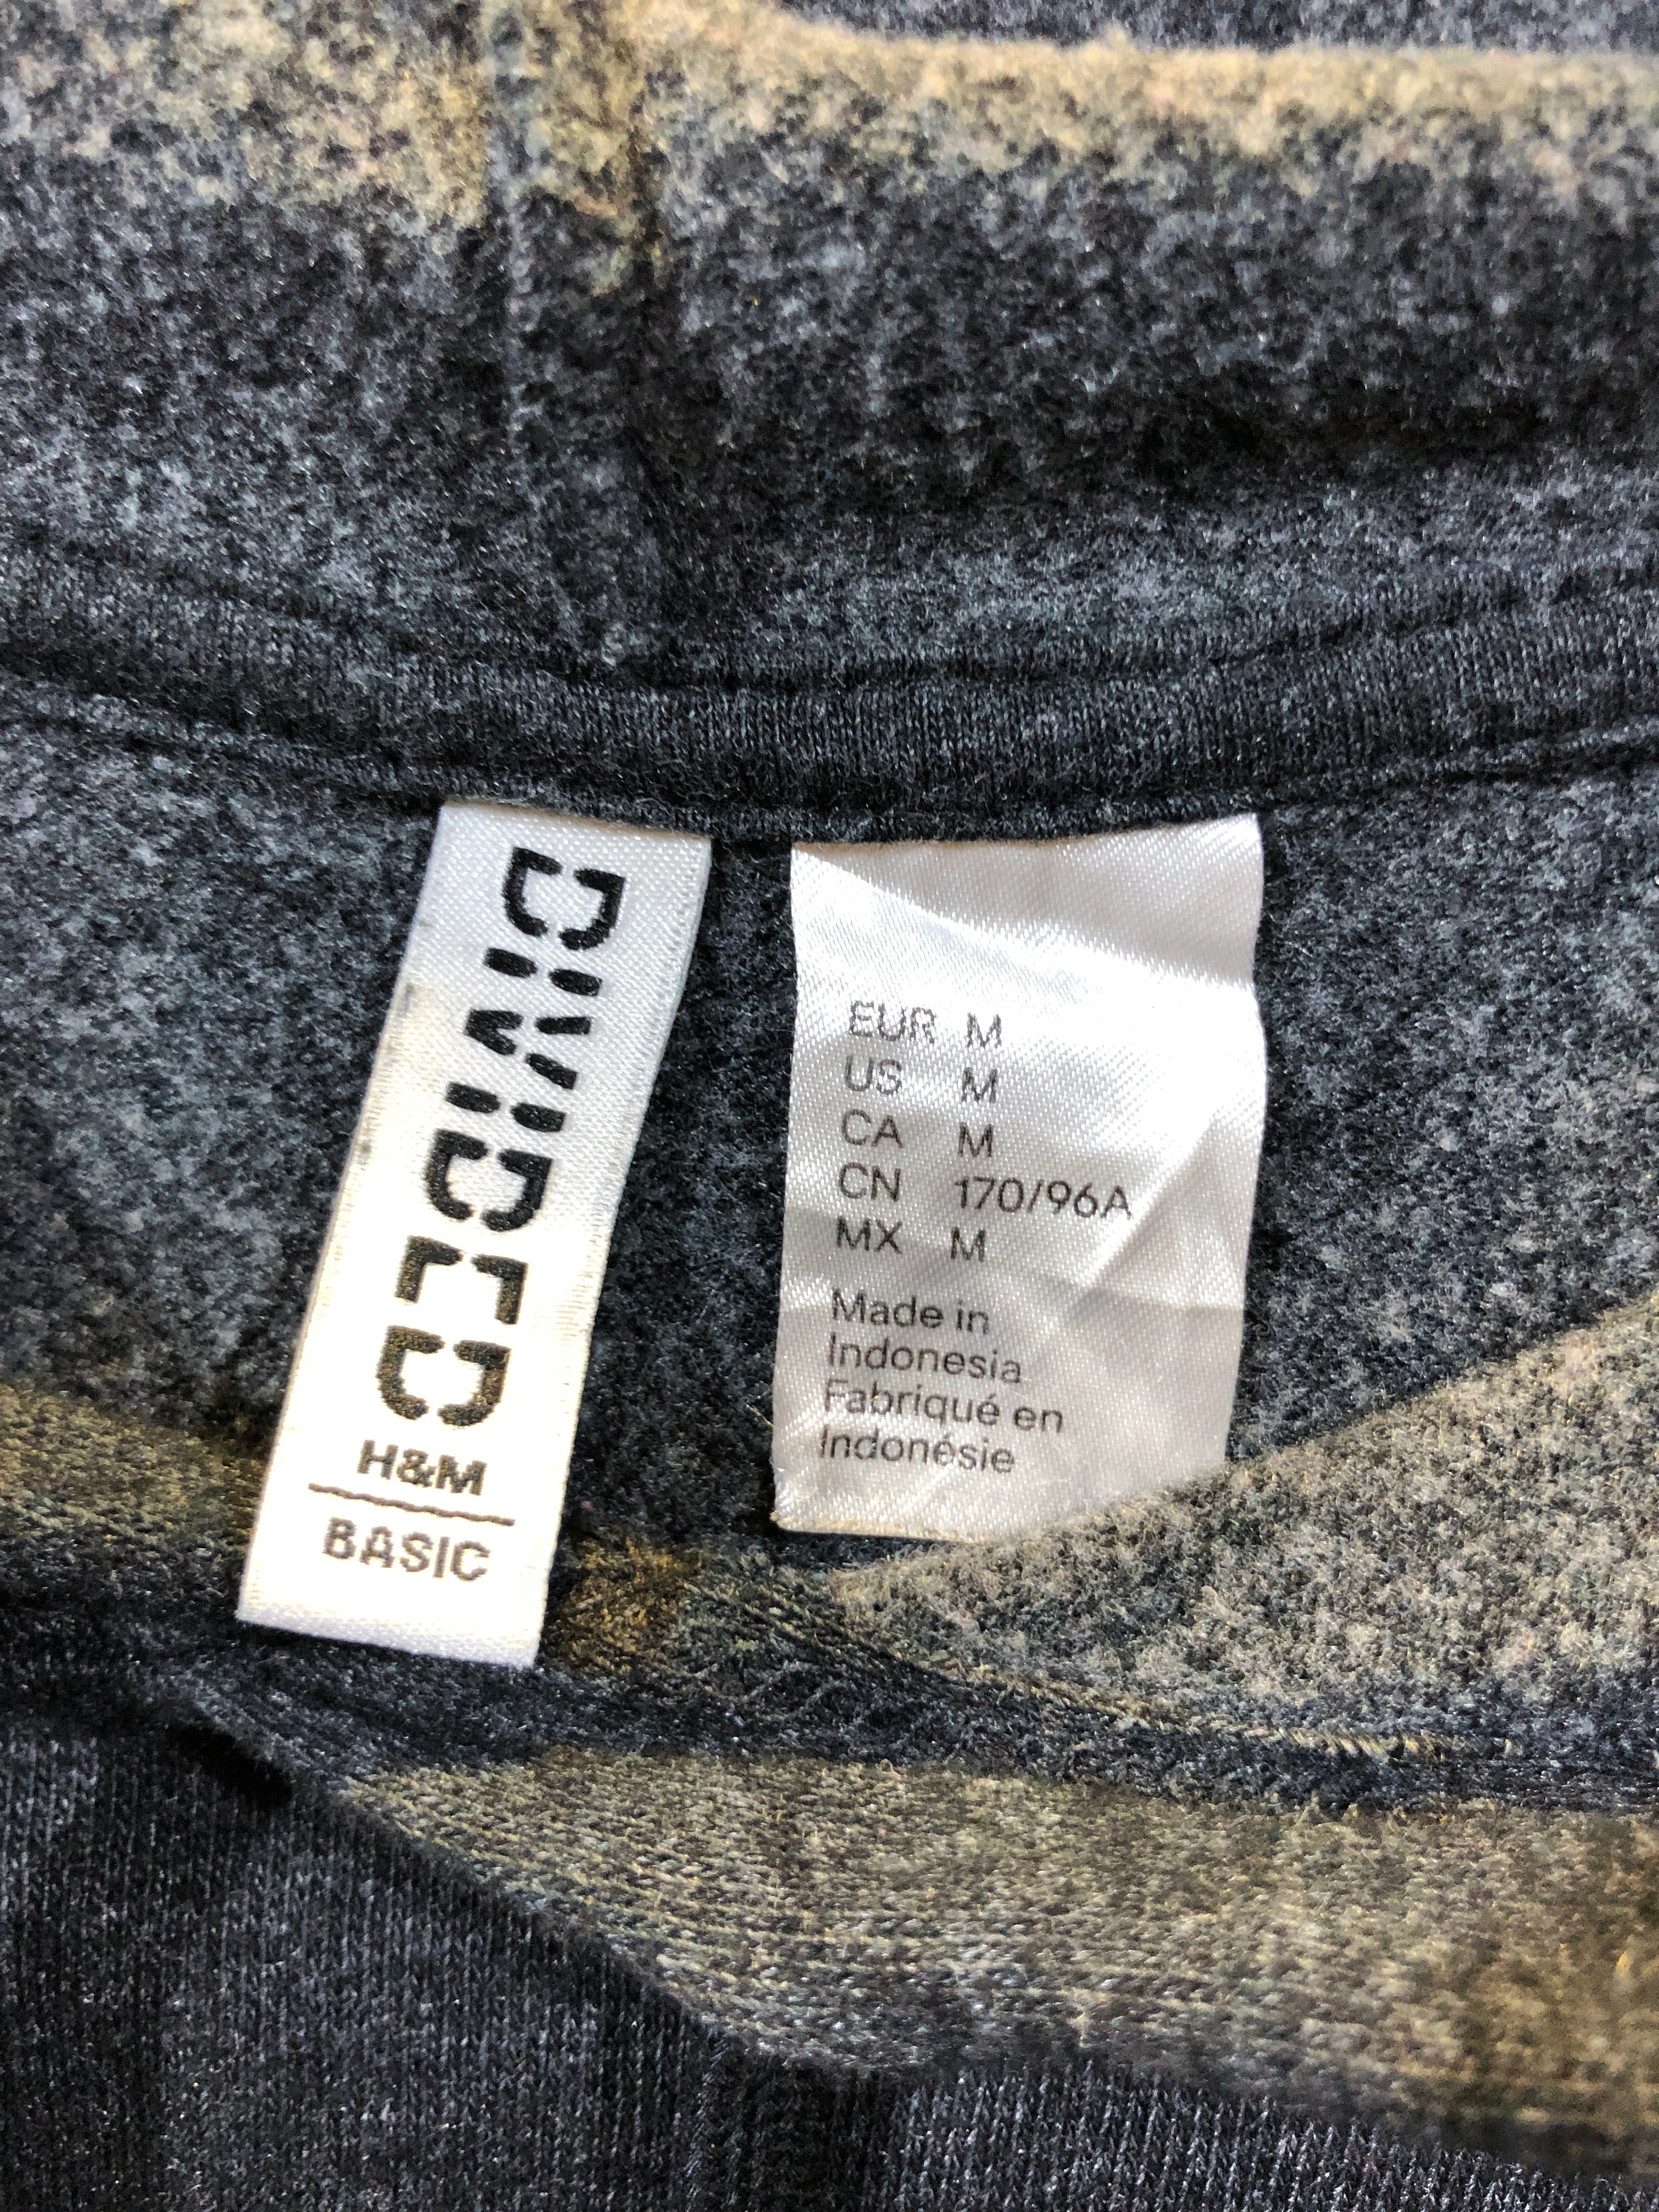 DIVIDED
H&M
BASIC
EUR M
US M
CA M
CN 170/96A
MX M
Made in
Indonesia
Fabriqué en
Indonésie